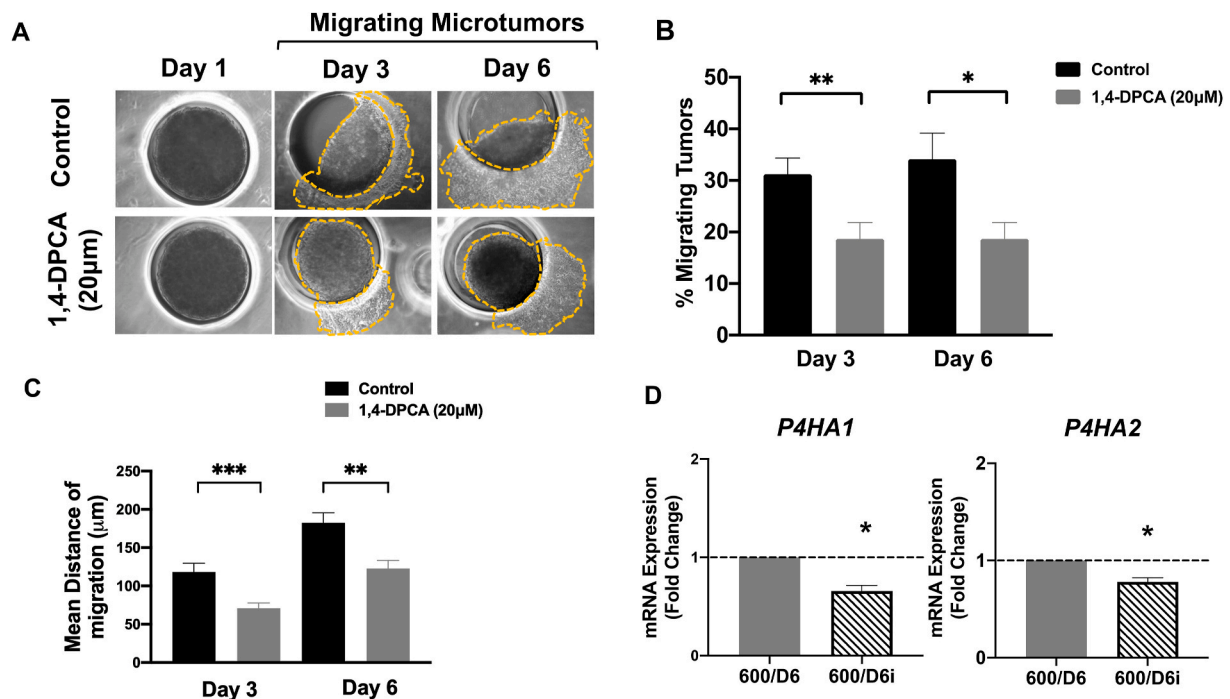 A
Migrating Microtumors
Day 1
Day 3
Day 6
Control
1,4-DPCA
(20μm)
B
50
40
30
20
10
0
% Migrating Tumors
**
*
Day 3
Day 6
Control
1,4-DPCA (20μM)
C
Control
1,4-DPCA (20μM)
250
200
150
100
50
0
Mean Distance of
migration (μm)
***
**
Day 3
Day 6
D
P4HA1
2
1
0
mRNA Expression
(Fold Change)
*
600/D6
600/D6i
P4HA2
2
1
0
mRNA Expression
(Fold Change)
*
600/D6
600/D6i